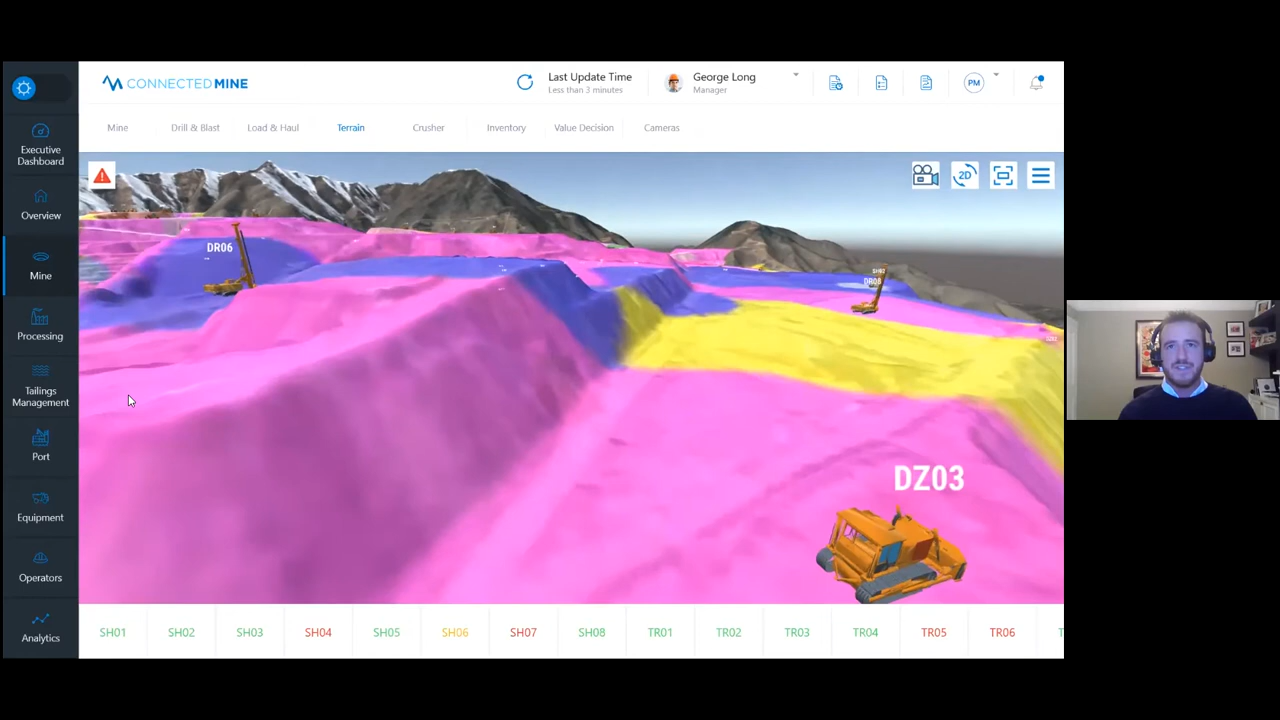 CONNECTED MINE
Last Update Time
Less than 3 minutes
George Long
Manager
PM
Executive
Dashboard
Overview
Mine
Processing
Tailings
Management
Port
Equipment
Operators
Analytics
Mine
Drill & Blast
Load & Haul
Terrain
Crusher
Inventory
Value Decision
Cameras
2D
DR06
DR08
DZ03
SH01
SH02
SH03
SH04
SH05
SH06
SH07
SH08
TR01
TR02
TR03
TR04
TR05
TR06